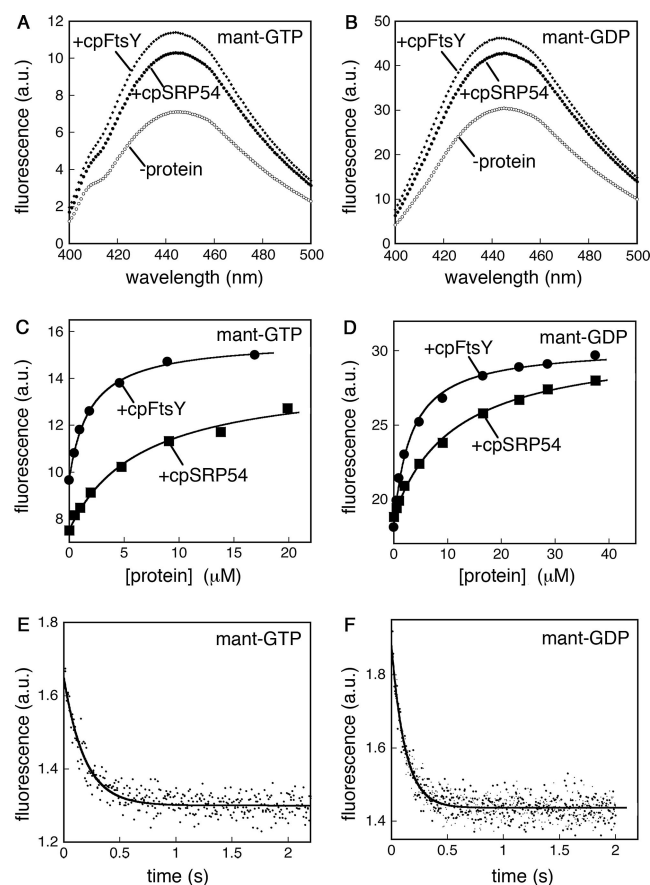 A
mant-GTP
+cpFtsY
+cpSRP54
-protein
fluorescence (a.u.)
12
10
8
6
4
2
0
400 420 440 460 480 500
wavelength (nm)
B
mant-GDP
+cpFtsY
+cpSRP54
-protein
fluorescence (a.u.)
50
40
30
20
10
0
400 420 440 460 480 500
wavelength (nm)
C
mant-GTP
+cpFtsY
+cpSRP54
fluorescence (a.u.)
16
14
12
10
8
0 5 10 15 20
[protein] (μM)
D
mant-GDP
+cpFtsY
+cpSRP54
fluorescence (a.u.)
30
25
20
0 10 20 30 40
[protein] (μM)
E
mant-GTP
fluorescence (a.u.)
1.8
1.6
1.4
1.2
0 0.5 1 1.5 2
time (s)
F
mant-GDP
fluorescence (a.u.)
1.8
1.6
1.4
0 0.5 1 1.5 2
time (s)